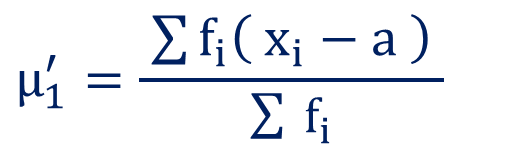 μ′₁ = ∑ fᵢ( xᵢ − a ) / ∑ fᵢ